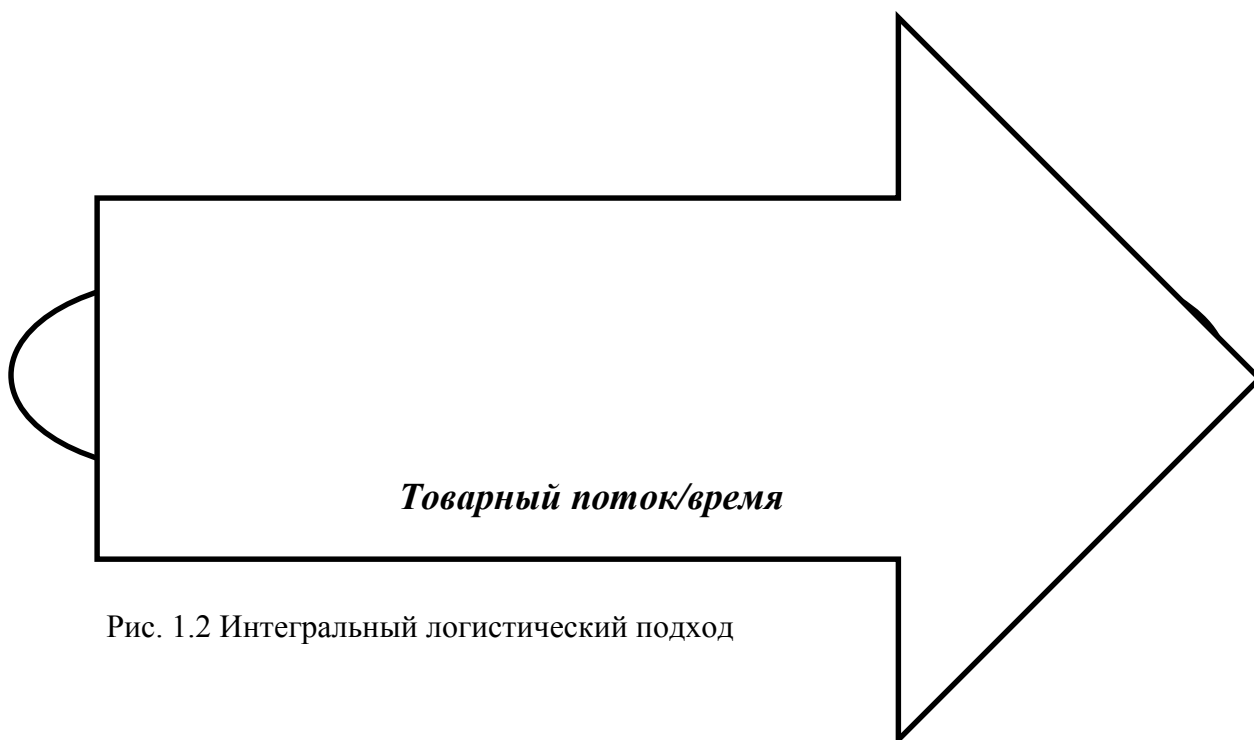 Товарный поток/время
Рис. 1.2 Интегральный логистический подход